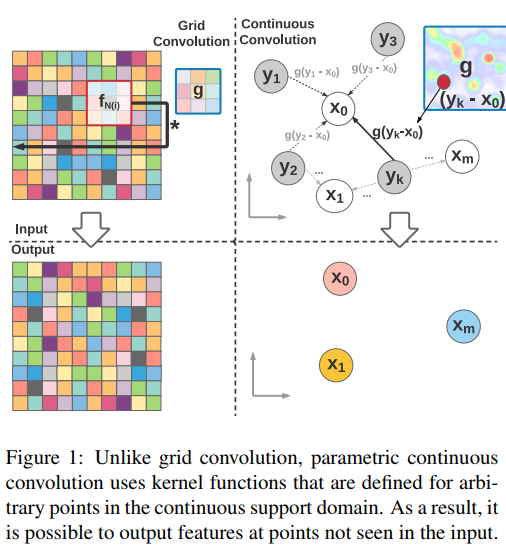 Grid
Convolution
g
f_N(i)
*
Input
Output
Continuous
Convolution
y3
y1
g(y1 - x0)
g(y3 - x0)
x0
g
(yk - x0)
g(y2 - x0)
g(yk-x0)
y2
...
x1
...
yk
...
xm
x0
xm
x1
Figure 1: Unlike grid convolution, parametric continuous
convolution uses kernel functions that are defined for arbi-
trary points in the continuous support domain. As a result, it
is possible to output features at points not seen in the input.